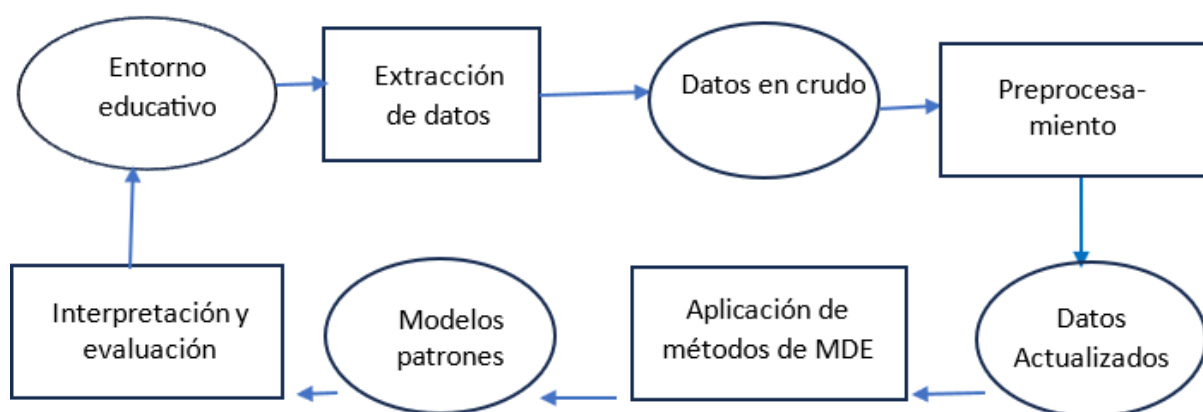 Entorno
educativo
Extracción
de datos
Datos en crudo
Preprocesa-
miento
Interpretación y
evaluación
Modelos
patrones
Aplicación de
métodos de MDE
Datos
Actualizados